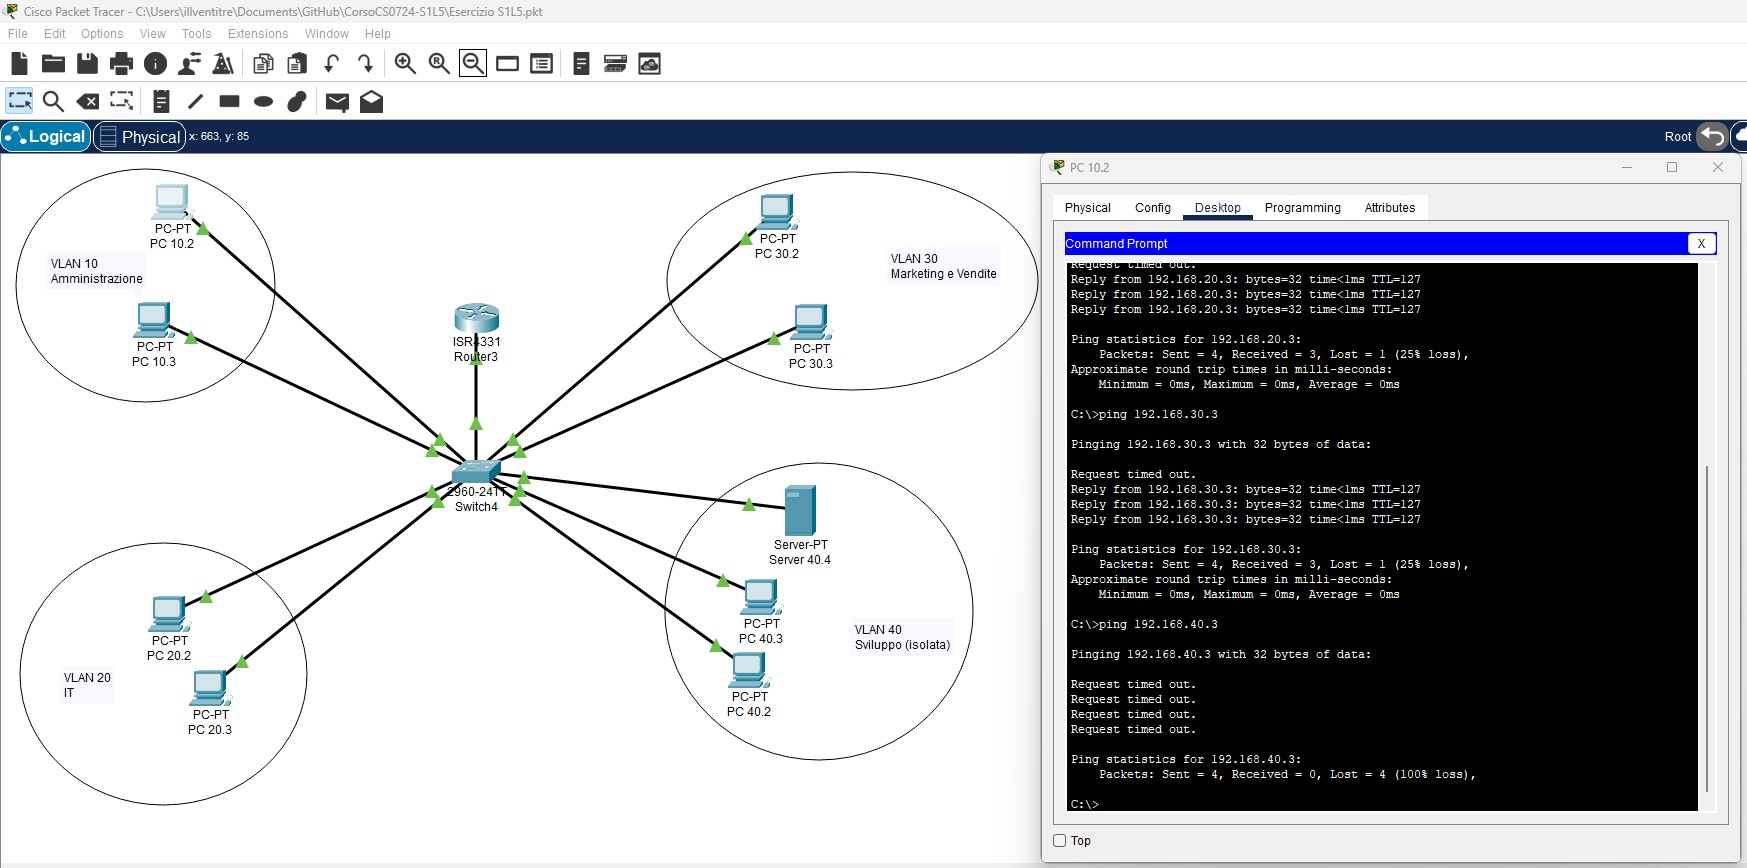 Cisco Packet Tracer - C:\Users\illventitre\Documents\GitHub\CorsoCS0724-S1L5\Esercizio S1L5.pkt
File Edit Options View Tools Extensions Window Help
Logical Physical x: 663, y: 85 Root
PC-PT
PC 10.2
VLAN 10
Amministrazione
PC-PT
PC 10.3
ISR4331
Router3
PC-PT
PC 30.2
VLAN 30
Marketing e Vendite
PC-PT
PC 30.3
2960-24TT
Switch4
Server-PT
Server 40.4
PC-PT
PC 40.3
VLAN 40
Sviluppo (isolata)
PC-PT
PC 40.2
PC-PT
PC 20.2
VLAN 20
IT
PC-PT
PC 20.3
PC 10.2
Physical Config Desktop Programming Attributes
Command Prompt X
Request timed out.
Reply from 192.168.20.3: bytes=32 time<1ms TTL=127
Reply from 192.168.20.3: bytes=32 time<1ms TTL=127
Reply from 192.168.20.3: bytes=32 time<1ms TTL=127
Ping statistics for 192.168.20.3:
Packets: Sent = 4, Received = 3, Lost = 1 (25% loss),
Approximate round trip times in milli-seconds:
Minimum = 0ms, Maximum = 0ms, Average = 0ms
C:\>ping 192.168.30.3
Pinging 192.168.30.3 with 32 bytes of data:
Request timed out.
Reply from 192.168.30.3: bytes=32 time<1ms TTL=127
Reply from 192.168.30.3: bytes=32 time<1ms TTL=127
Reply from 192.168.30.3: bytes=32 time<1ms TTL=127
Ping statistics for 192.168.30.3:
Packets: Sent = 4, Received = 3, Lost = 1 (25% loss),
Approximate round trip times in milli-seconds:
Minimum = 0ms, Maximum = 0ms, Average = 0ms
C:\>ping 192.168.40.3
Pinging 192.168.40.3 with 32 bytes of data:
Request timed out.
Request timed out.
Request timed out.
Request timed out.
Ping statistics for 192.168.40.3:
Packets: Sent = 4, Received = 0, Lost = 4 (100% loss),
C:\>
Top